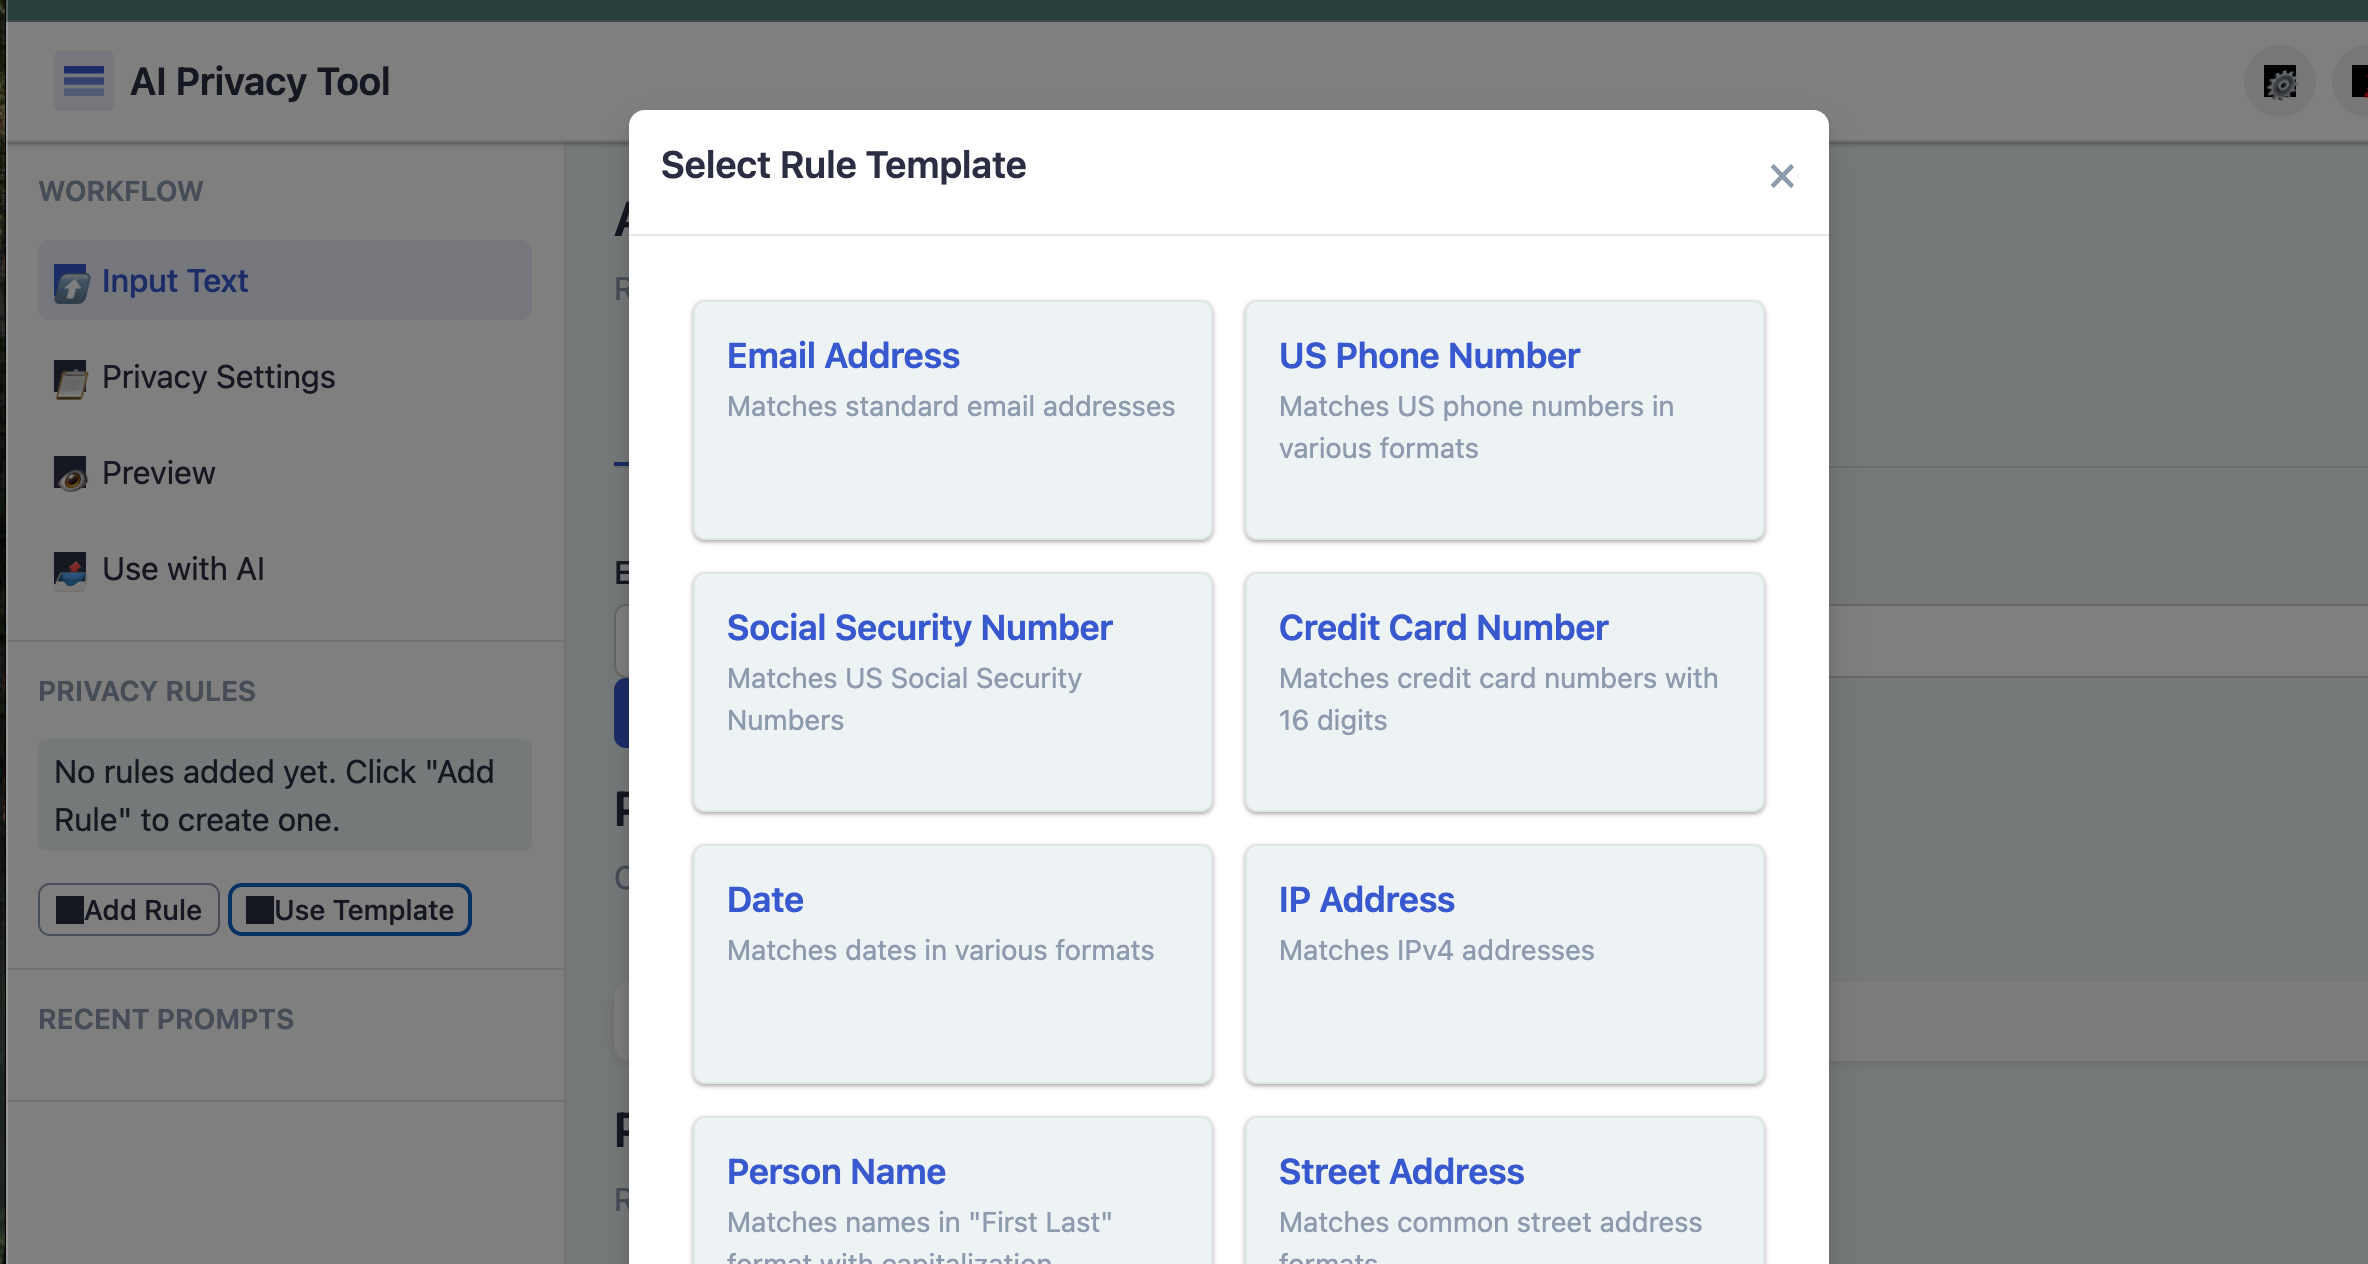 AI Privacy Tool
WORKFLOW
Input Text
Privacy Settings
Preview
Use with AI
PRIVACY RULES
No rules added yet. Click "Add
Rule" to create one.
Add Rule
Use Template
RECENT PROMPTS
Select Rule Template
×
Email Address
Matches standard email addresses
US Phone Number
Matches US phone numbers in
various formats
Social Security Number
Matches US Social Security
Numbers
Credit Card Number
Matches credit card numbers with
16 digits
Date
Matches dates in various formats
IP Address
Matches IPv4 addresses
Person Name
Matches names in "First Last"
format with capitalization
Street Address
Matches common street address
formats